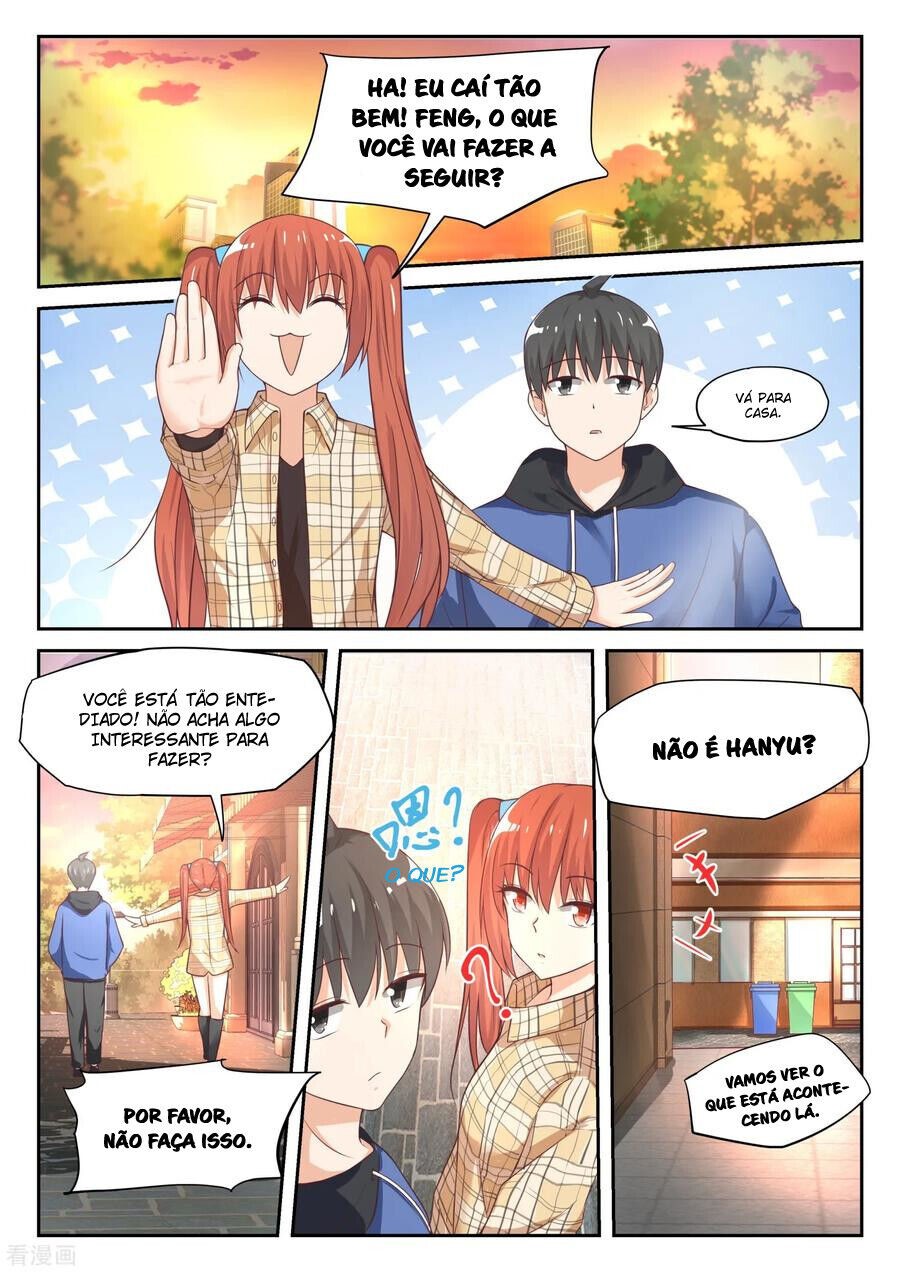 HA! EU CAÍ TÃO
BEM! FENG, O QUE
VOCÊ VAI FAZER A
SEGUIR?
VÁ PARA
CASA.
VOCÊ ESTÁ TÃO ENTE-
DIADO! NÃO ACHA ALGO
INTERESSANTE PARA
FAZER?
POR FAVOR,
NÃO FAÇA ISSO.
嗯?
O QUE?
?
NÃO É HANYU?
VAMOS VER O
QUE ESTÁ ACONTE-
CENDO LÁ.
看漫画